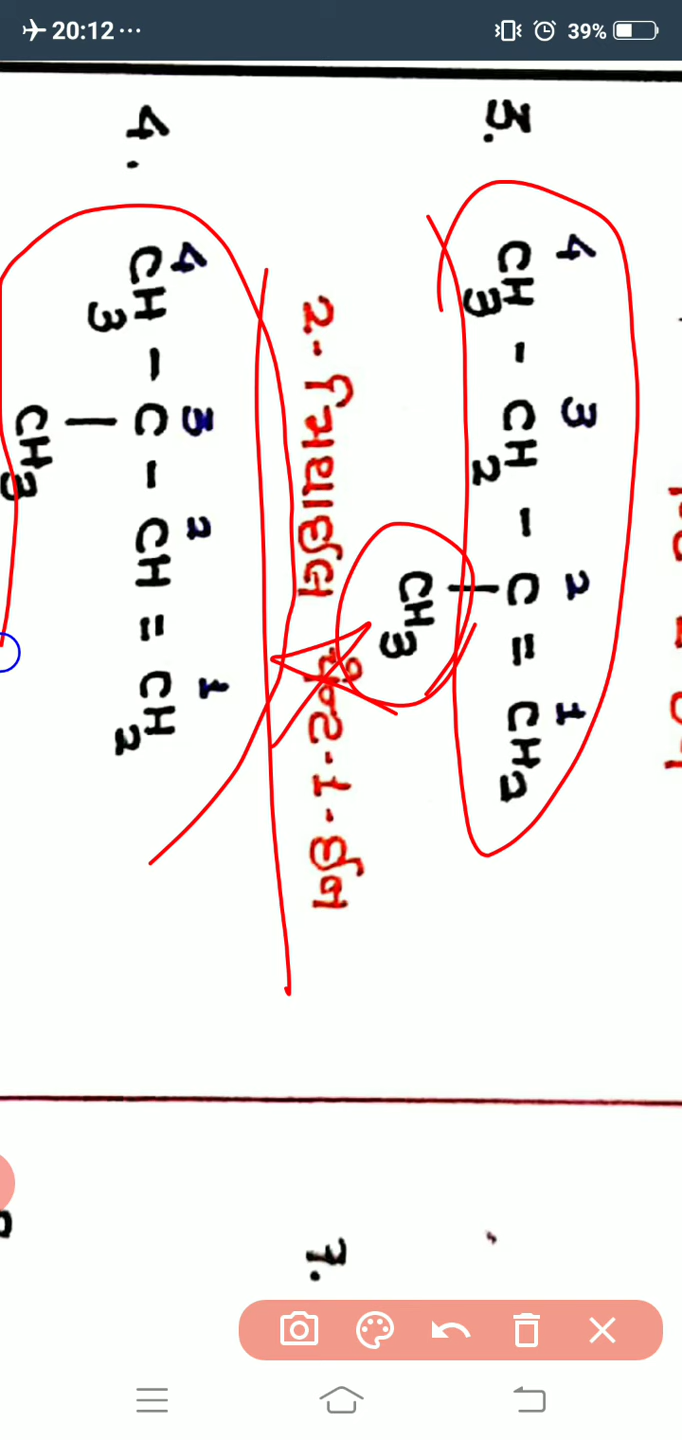 20:12 ...
39%
3.
4 3 2 1
CH3 - CH2 - C = CH2
CH3
2-મિથાઈલ બ્યુટ-1-ઈન
4.
4 3 2 1
CH3 - C - CH = CH2
CH3
7.